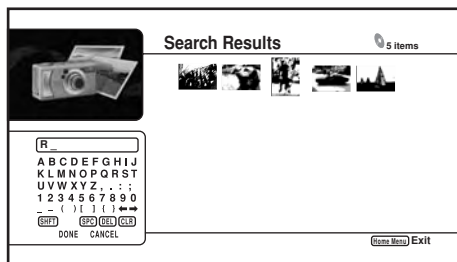 Search Results
5 items
R_
A B C D E F G H I J
K L M N O P Q R S T
U V W X Y Z , . : ;
1 2 3 4 5 6 7 8 9 0
_ – ( ) [ ] { } ← →
SHFT SPC DEL CLR
DONE CANCEL
Home Menu Exit